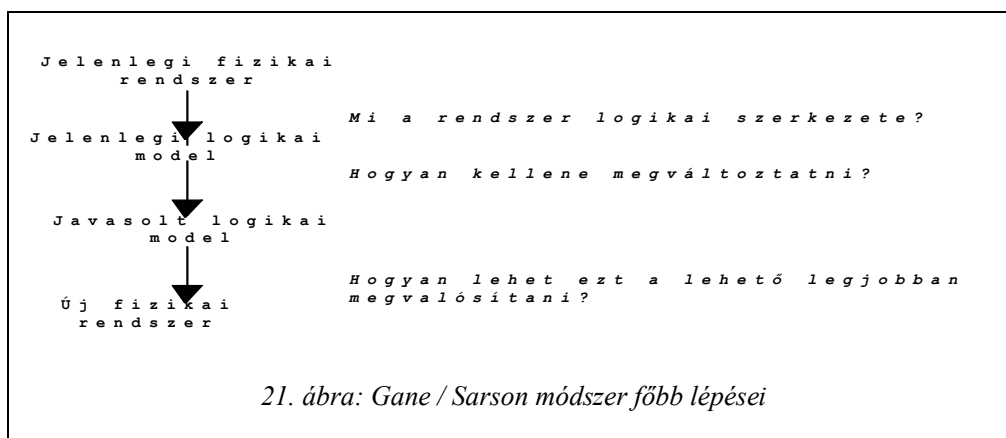 Jelenlegi fizikai
rendszer
Mi a rendszer logikai szerkezete?
Jelenlegi logikai
model
Hogyan kellene megváltoztatni?
Javasolt logikai
model
Hogyan lehet ezt a lehető legjobban
megvalósítani?
Új fizikai
rendszer
21. ábra: Gane / Sarson módszer főbb lépései